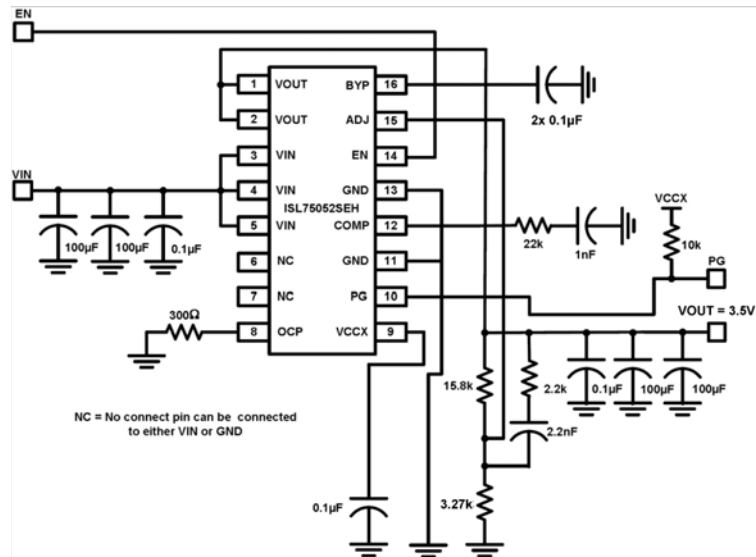 EN
1
VOUT
BYP
16
2
VOUT
ADJ
15
2x 0.1µF
3
VIN
EN
14
VIN
4
VIN
GND
13
ISL75052SEH
5
VIN
COMP
12
100µF
100µF
0.1µF
22k
1nF
VCCX
10k
PG
6
NC
GND
11
7
NC
PG
10
VOUT = 3.5V
300Ω
8
OCP
VCCX
9
15.8k
2.2k
0.1µF
100µF
100µF
2.2nF
NC = No connect pin can be connected
to either VIN or GND
0.1µF
3.27k